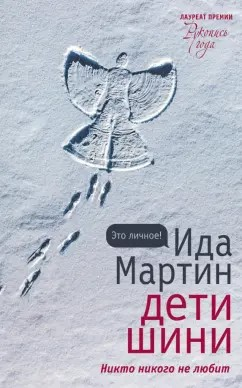 ЛАУРЕАТ ПРЕМИИ
Рукопись
года
Это личное!
Ида
Мартин
дети
шини
Никто никого не любит